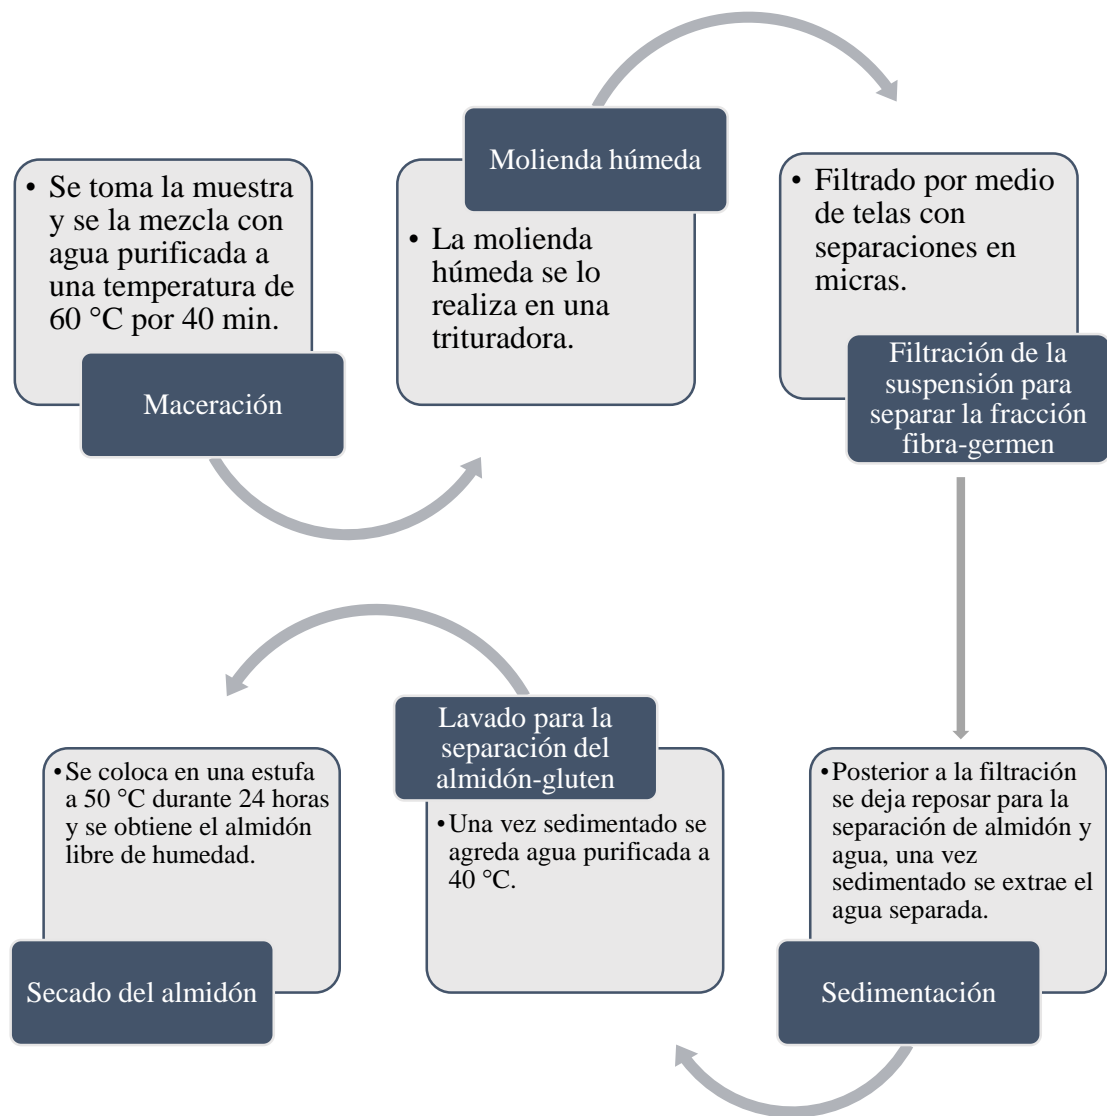 • Se toma la muestra
y se la mezcla con
agua purificada a
una temperatura de
60 °C por 40 min.
Maceración
Molienda húmeda
• La molienda
húmeda se lo
realiza en una
trituradora.
• Filtrado por medio
de telas con
separaciones en
micras.
Filtración de la
suspensión para
separar la fracción
fibra-germen
•Posterior a la filtración
se deja reposar para la
separación de almidón y
agua, una vez
sedimentado se extrae el
agua separada.
Sedimentación
Lavado para la
separación del
almidón-gluten
•Una vez sedimentado se
agreda agua purificada a
40 °C.
•Se coloca en una estufa
a 50 °C durante 24 horas
y se obtiene el almidón
libre de humedad.
Secado del almidón